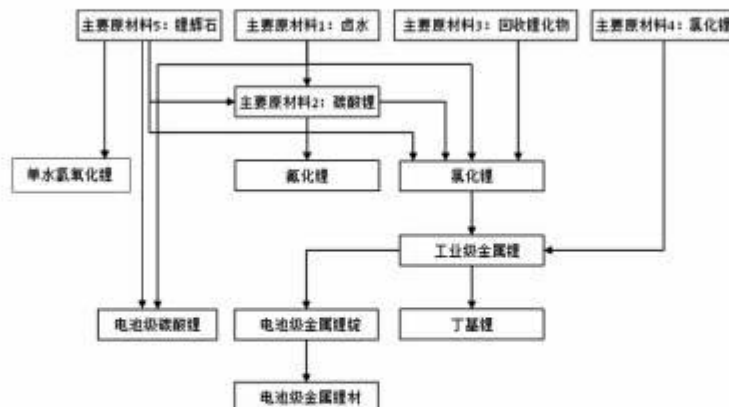 主要原材料5：锂辉石
主要原材料1：卤水
主要原材料3：回收锂化物
主要原材料4：氯化锂
主要原材料2：碳酸锂
单水氢氧化锂
氟化锂
氯化锂
工业级金属锂
电池级碳酸锂
电池级金属锂锭
丁基锂
电池级金属锂材